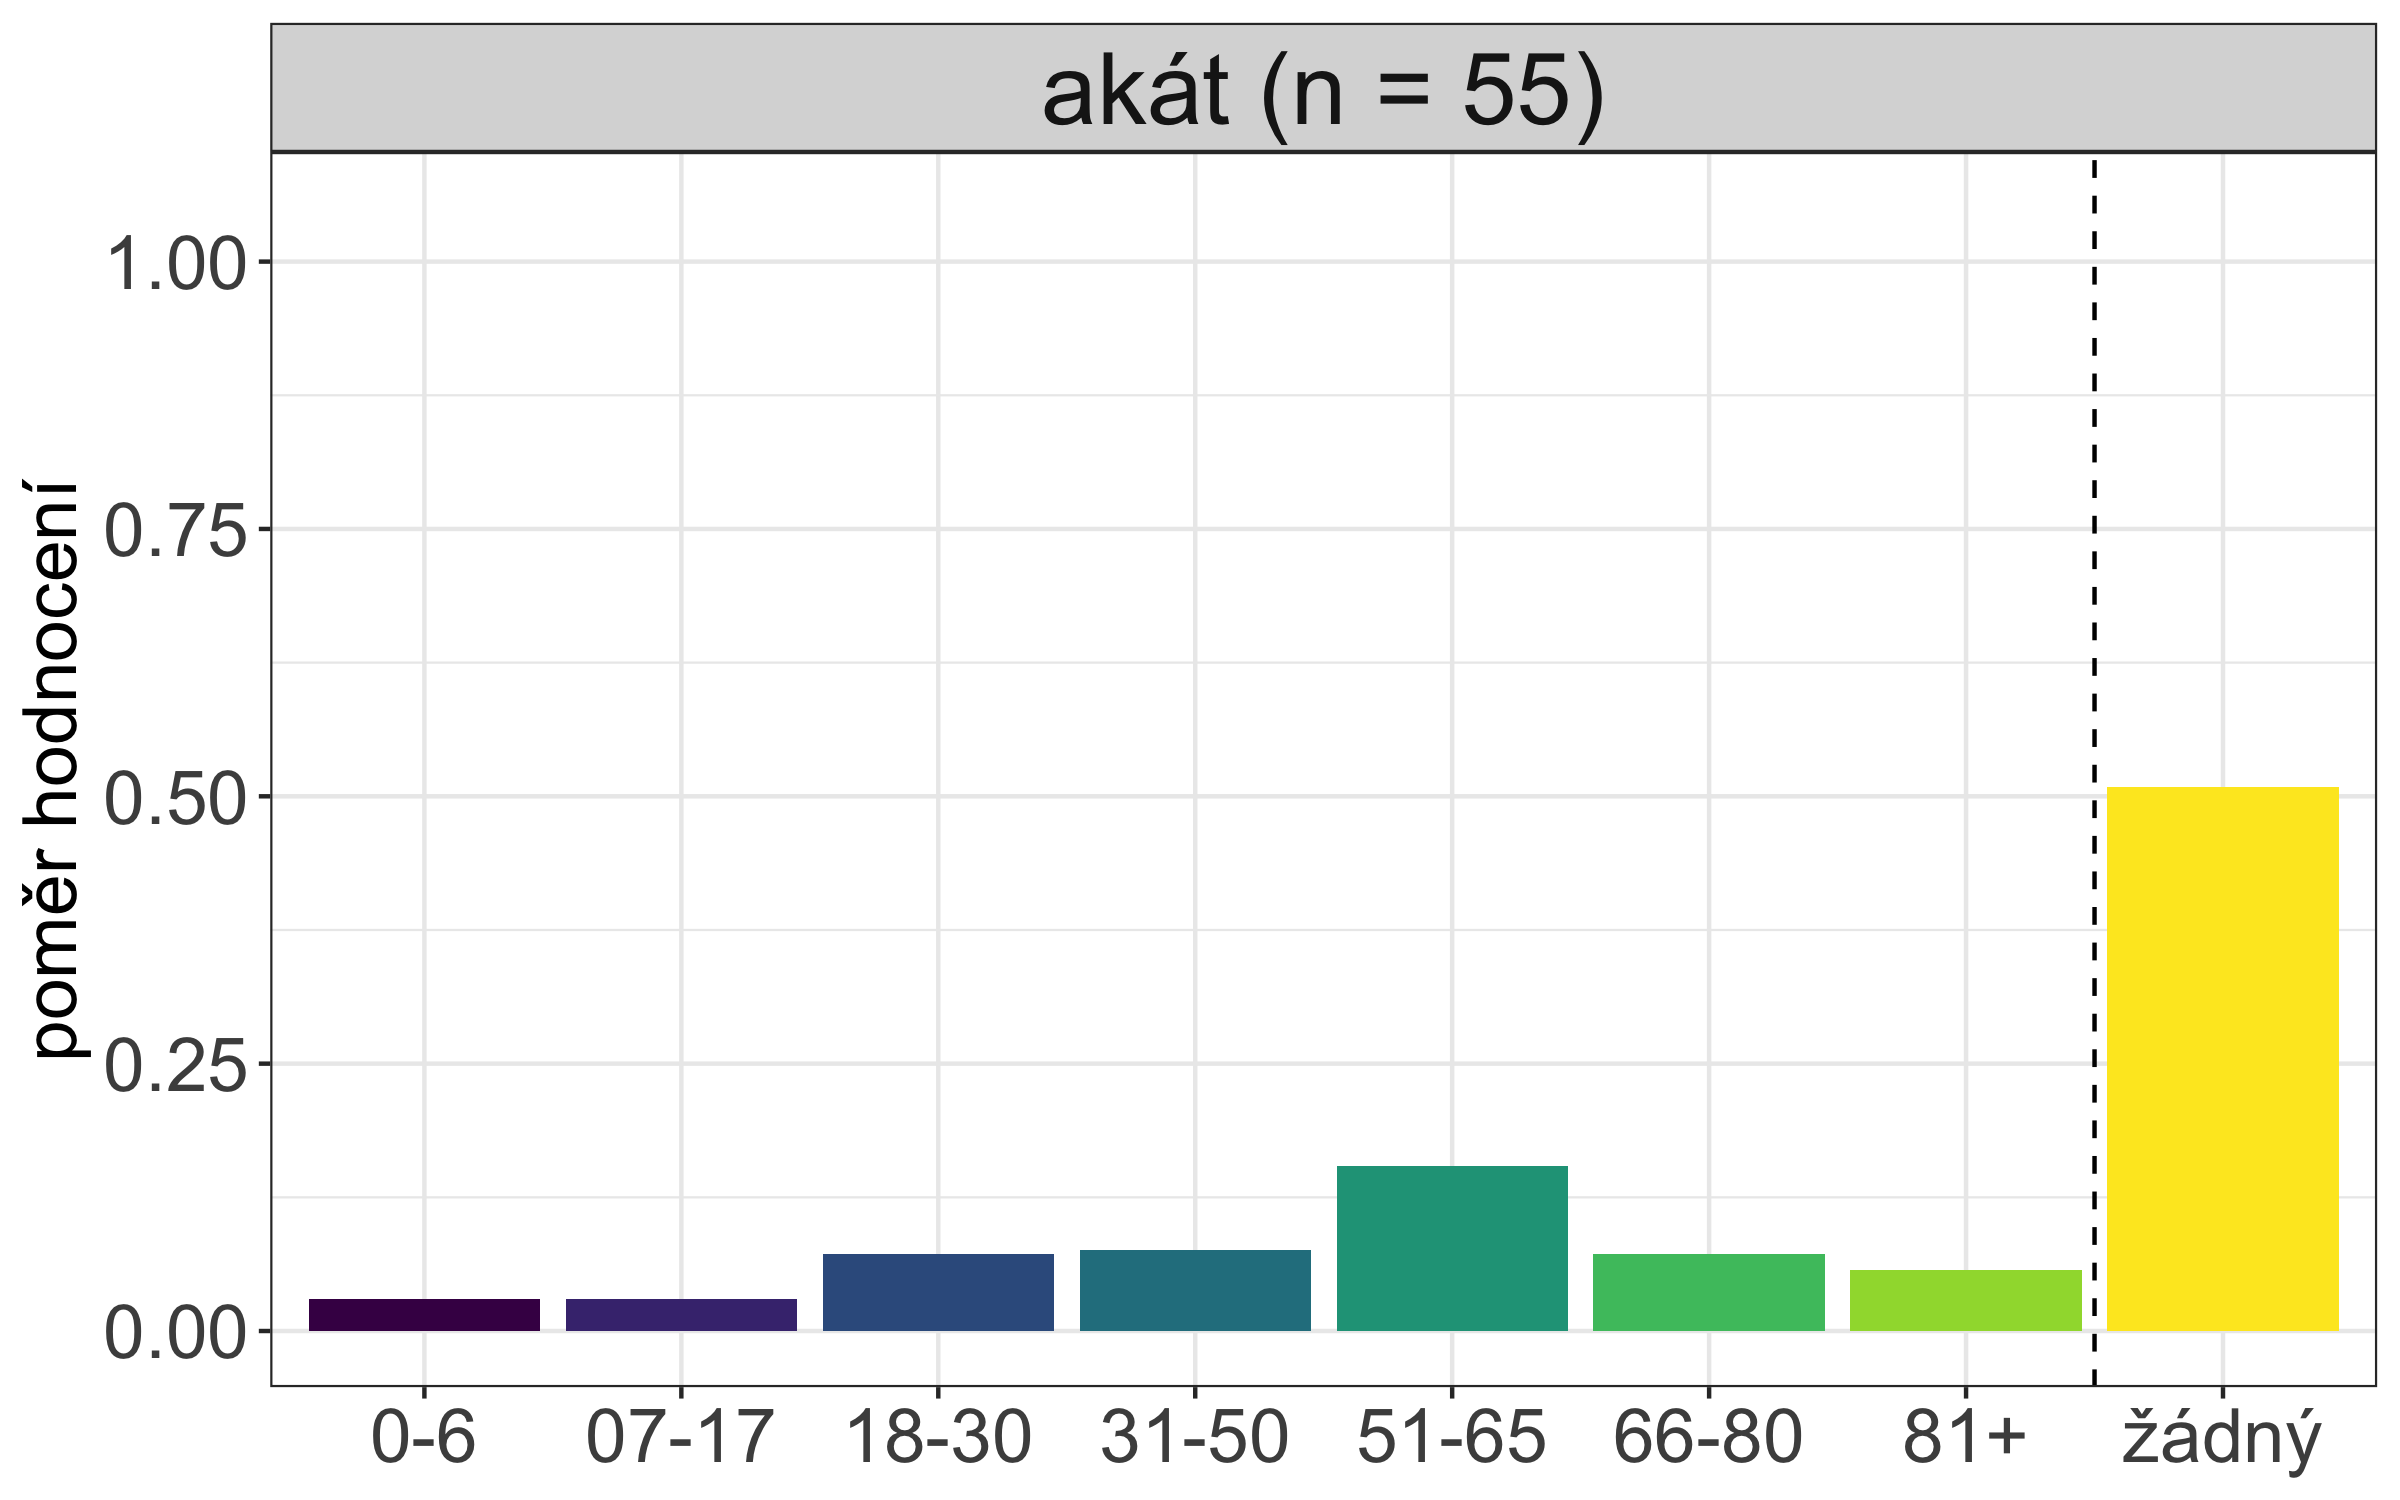 akát (n = 55)
poměr hodnocení
1.00
0.75
0.50
0.25
0.00
0-6 07-17 18-30 31-50 51-65 66-80 81+ žádný